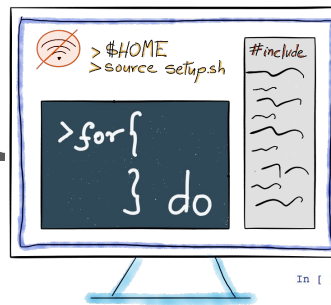 > $HOME
> source setup.sh
#include
>for{
} do
In [